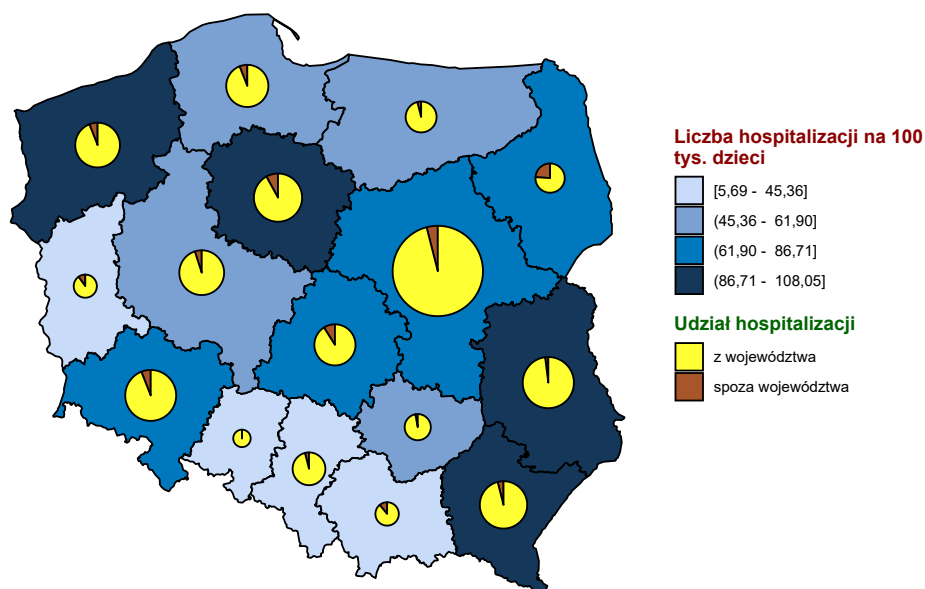 Liczba hospitalizacji na 100
tys. dzieci
[5,69 - 45,36]
(45,36 - 61,90]
(61,90 - 86,71]
(86,71 - 108,05]
Udział hospitalizacji
z województwa
spoza województwa